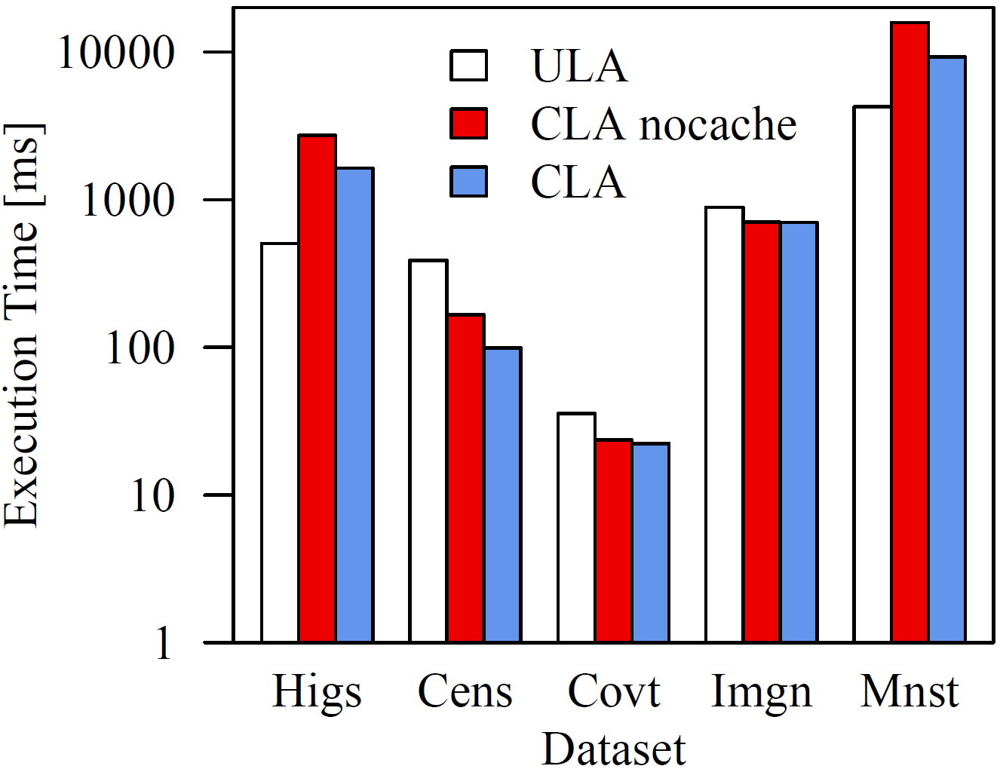 Execution Time [ms]
10000
1000
100
10
1
ULA
CLA nocache
CLA
Higs Cens Covt Imgn Mnst
Dataset